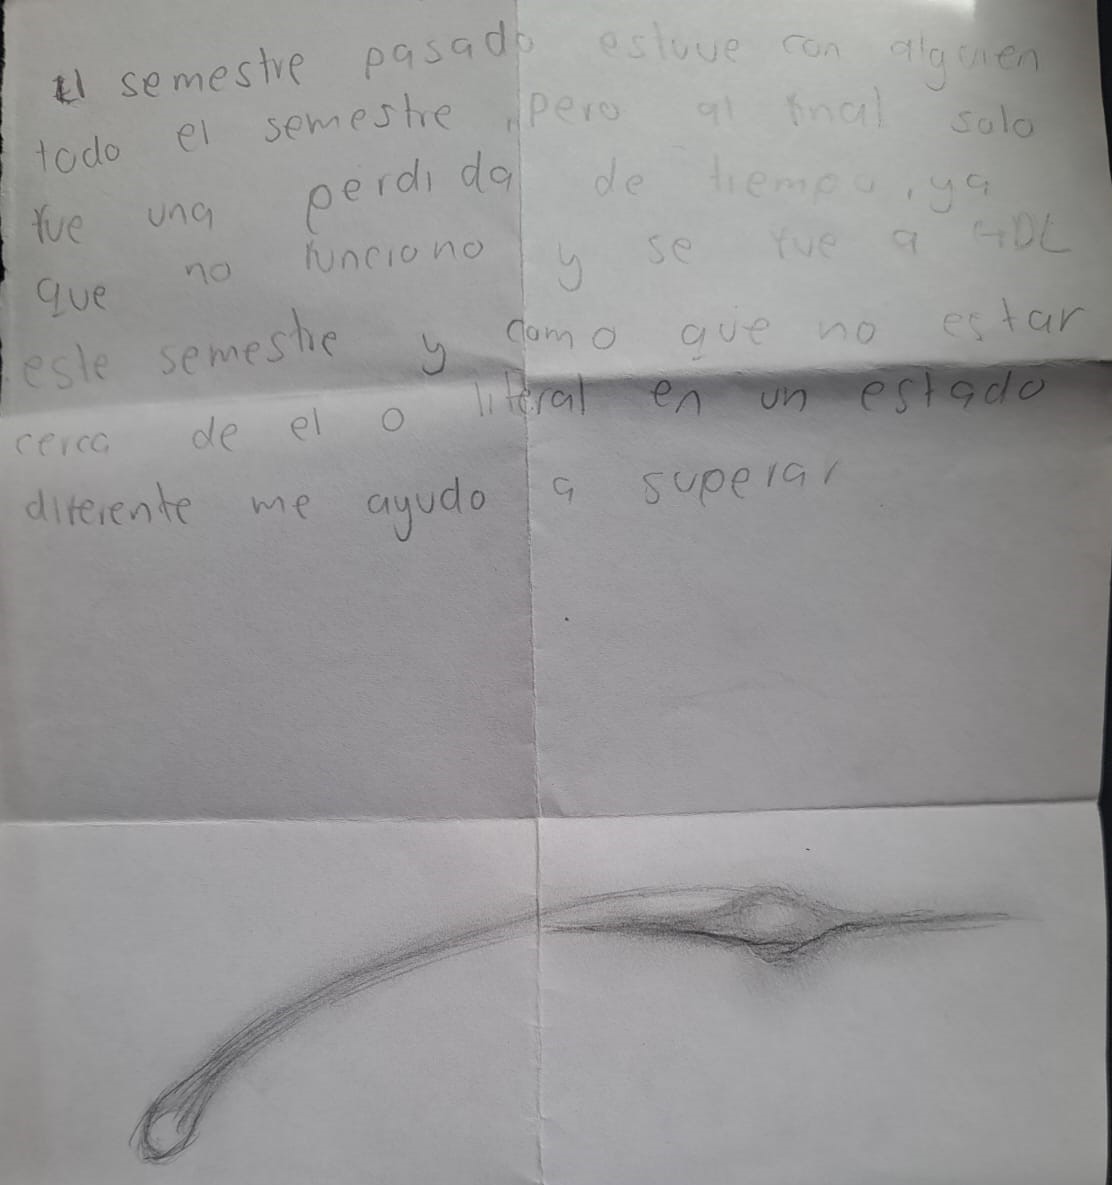 El semestre pasado estuve con alguien
todo el semestre, pero al final solo
fue una perdida de tiempo, ya
que no funciono y se fue a GDL
este semestre y como que no estar
cerca de el o literal en un estado
diferente me ayudo a superar